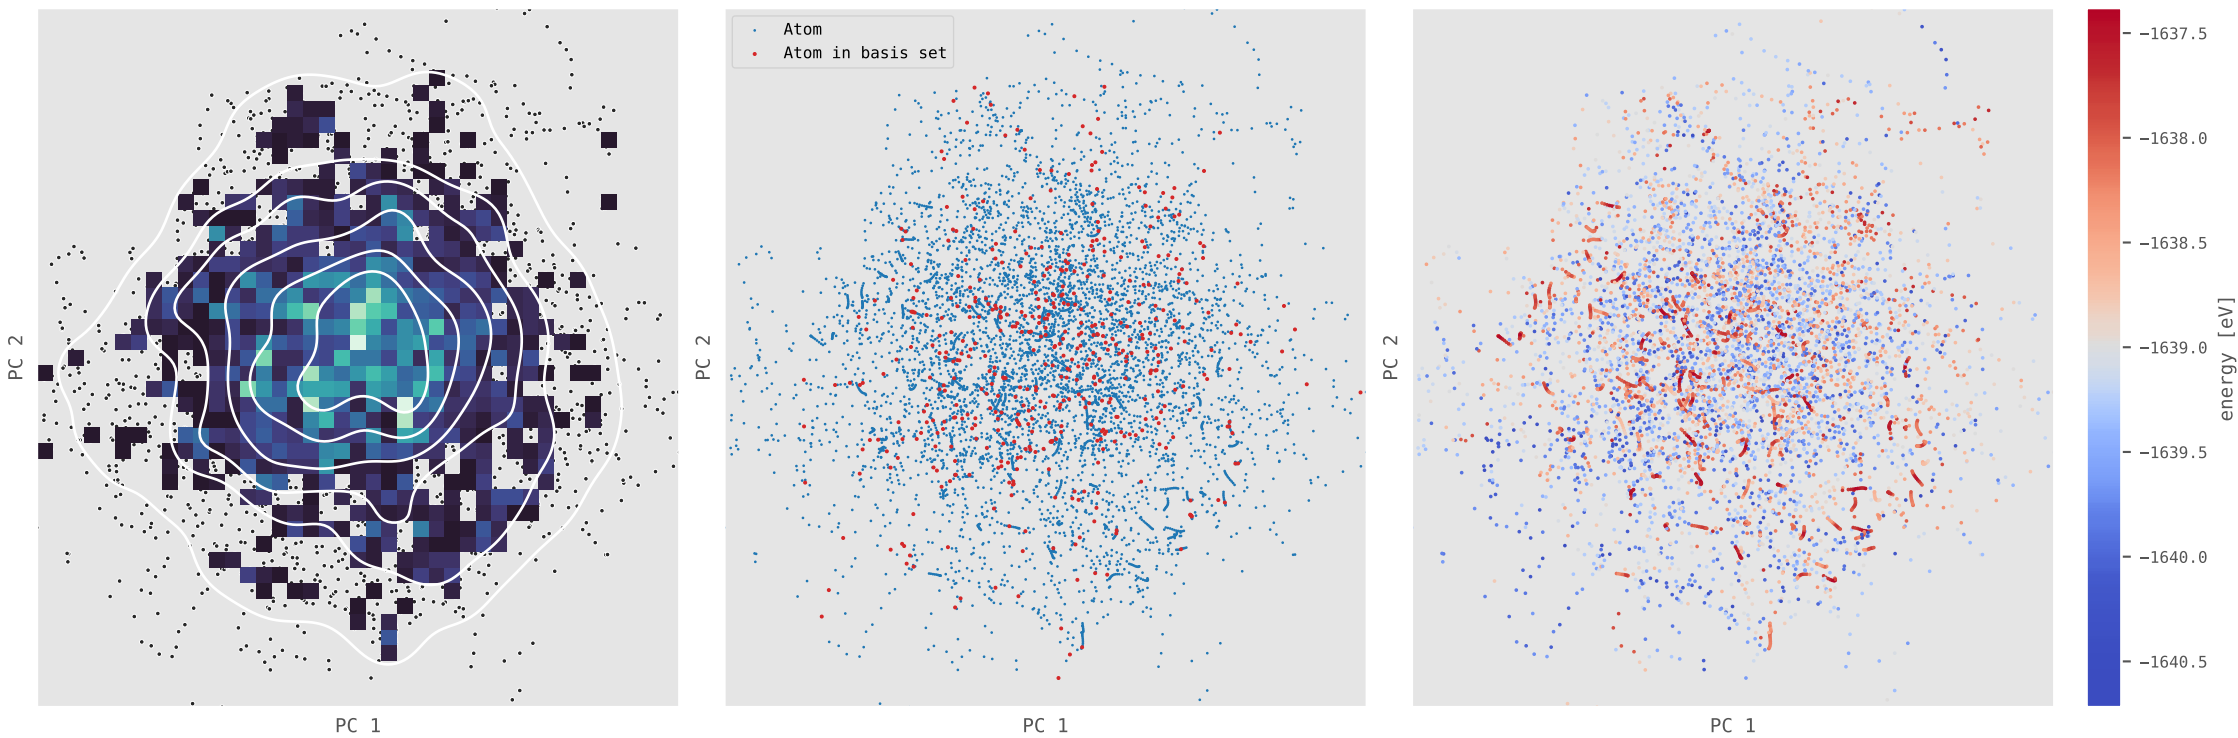 PC 2
PC 1
Atom
Atom in basis set
PC 2
PC 1
PC 2
PC 1
−1637.5
−1638.0
−1638.5
−1639.0
−1639.5
−1640.0
−1640.5
energy [eV]